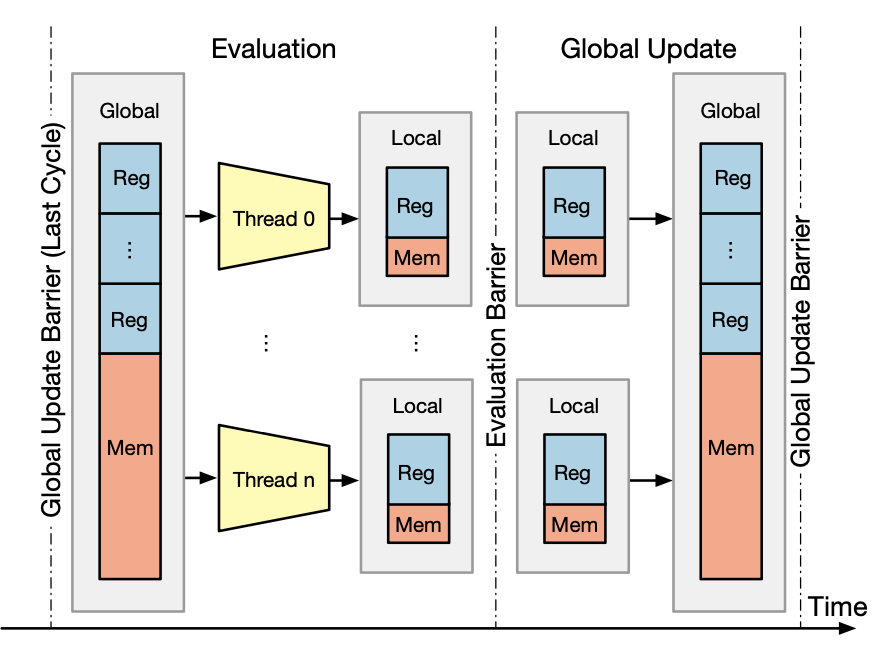 Evaluation
Global Update
Global Update Barrier (Last Cycle)
Global
Reg
⋮
Reg
Mem
Thread 0
⋮
Thread n
Local
Reg
Mem
⋮
Local
Reg
Mem
Evaluation Barrier
Local
Reg
Mem
Local
Reg
Mem
Global
Reg
⋮
Reg
Mem
Global Update Barrier
Time